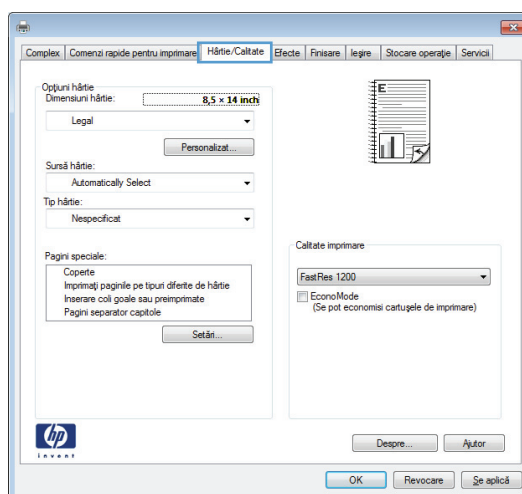 Complex
Comenzi rapide pentru imprimare
Hârtie/Calitate
Efecte
Finisare
Ieşire
Stocare operaţie
Servicii
Opţiuni hârtie
Dimensiuni hârtie:
8,5 × 14 inch
Legal
Personalizat...
Sursă hârtie:
Automatically Select
Tip hârtie:
Nespecificat
Pagini speciale:
Coperte
Imprimaţi paginile pe tipuri diferite de hârtie
Inserare coli goale sau preimprimate
Pagini separator capitole
Setări...
E
Calitate imprimare
FastRes 1200
EconoMode
(Se pot economisi cartuşele de imprimare)
hp
invent
Despre...
Ajutor
OK
Revocare
Se aplică